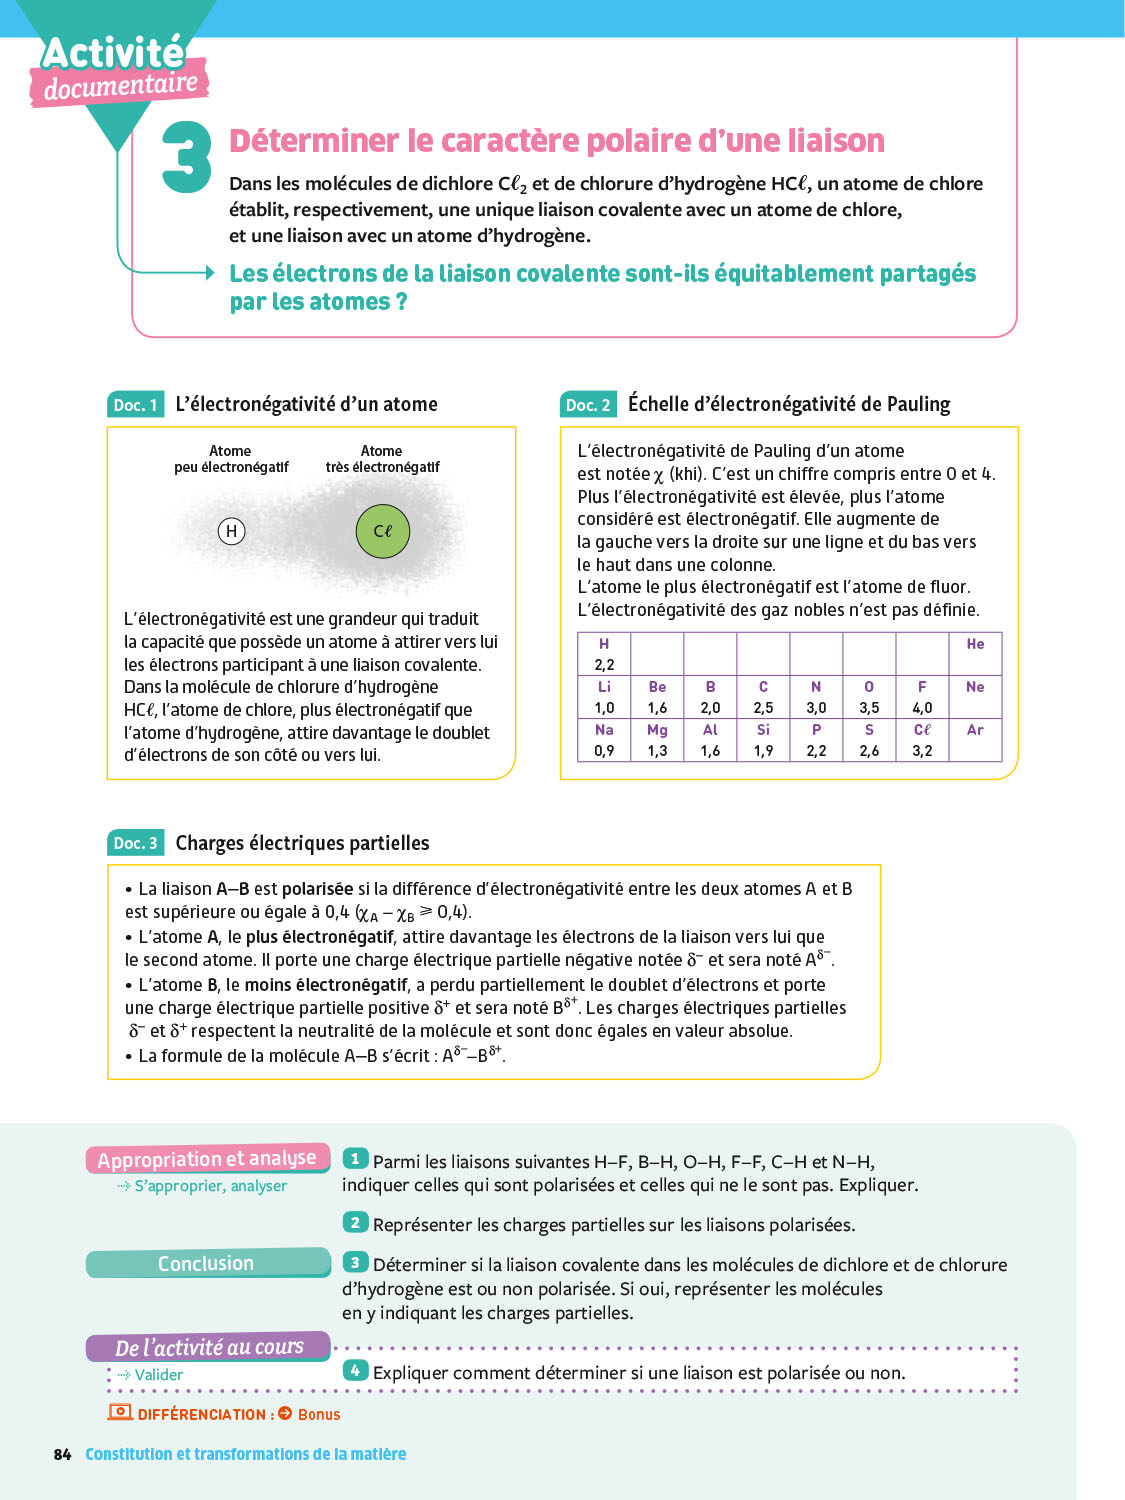 Activité
documentaire
3 Déterminer le caractère polaire d'une liaison
Dans les molécules de dichlore Cℓ₂ et de chlorure d'hydrogène HCℓ, un atome de chlore
établit, respectivement, une unique liaison covalente avec un atome de chlore,
et une liaison avec un atome d'hydrogène.
Les électrons de la liaison covalente sont-ils équitablement partagés
par les atomes ?
Doc. 1 L'électronégativité d'un atome
Atome
peu électronégatif
Atome
très électronégatif
H
Cℓ
L'électronégativité est une grandeur qui traduit
la capacité que possède un atome à attirer vers lui
les électrons participant à une liaison covalente.
Dans la molécule de chlorure d'hydrogène
HCℓ, l'atome de chlore, plus électronégatif que
l'atome d'hydrogène, attire davantage le doublet
d'électrons de son côté ou vers lui.
Doc. 2 Échelle d'électronégativité de Pauling
L'électronégativité de Pauling d'un atome
est notée χ (khi). C'est un chiffre compris entre 0 et 4.
Plus l'électronégativité est élevée, plus l'atome
considéré est électronégatif. Elle augmente de
la gauche vers la droite sur une ligne et du bas vers
le haut dans une colonne.
L'atome le plus électronégatif est l'atome de fluor.
L'électronégativité des gaz nobles n'est pas définie.
H He
2,2
Li Be B C N O F Ne
1,0 1,6 2,0 2,5 3,0 3,5 4,0
Na Mg Al Si P S Cℓ Ar
0,9 1,3 1,6 1,9 2,2 2,6 3,2
Doc. 3 Charges électriques partielles
• La liaison A–B est polarisée si la différence d'électronégativité entre les deux atomes A et B
est supérieure ou égale à 0,4 (χA – χB ⩾ 0,4).
• L'atome A, le plus électronégatif, attire davantage les électrons de la liaison vers lui que
le second atome. Il porte une charge électrique partielle négative notée δ⁻ et sera noté A^δ⁻.
• L'atome B, le moins électronégatif, a perdu partiellement le doublet d'électrons et porte
une charge électrique partielle positive δ⁺ et sera noté B^δ⁺. Les charges électriques partielles
δ⁻ et δ⁺ respectent la neutralité de la molécule et sont donc égales en valeur absolue.
• La formule de la molécule A–B s'écrit : A^δ⁻–B^δ⁺.
Appropriation et analyse
S'approprier, analyser
1 Parmi les liaisons suivantes H–F, B–H, O–H, F–F, C–H et N–H,
indiquer celles qui sont polarisées et celles qui ne le sont pas. Expliquer.
2 Représenter les charges partielles sur les liaisons polarisées.
Conclusion
3 Déterminer si la liaison covalente dans les molécules de dichlore et de chlorure
d'hydrogène est ou non polarisée. Si oui, représenter les molécules
en y indiquant les charges partielles.
De l'activité au cours
Valider
4 Expliquer comment déterminer si une liaison est polarisée ou non.
DIFFÉRENCIATION : Bonus
84 Constitution et transformations de la matière